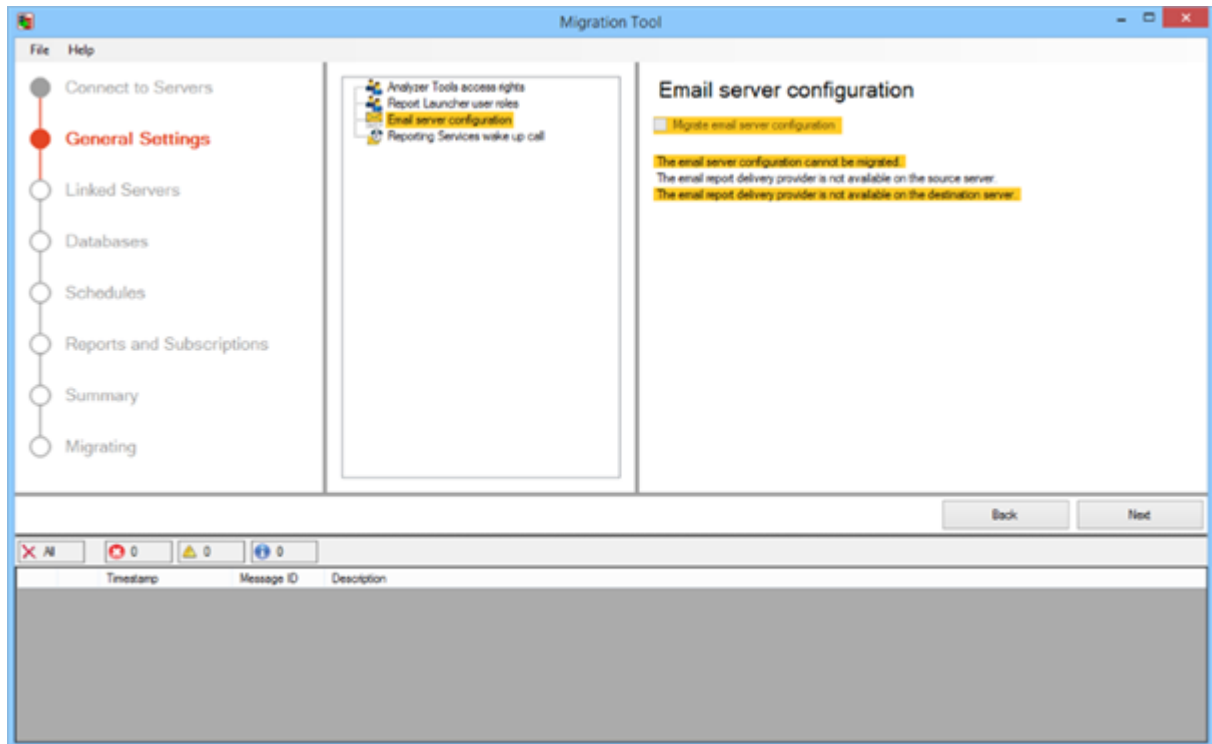 Migration Tool
File Help
Connect to Servers
General Settings
Linked Servers
Databases
Schedules
Reports and Subscriptions
Summary
Migrating
Analyzer Tools access rights
Report Launcher user roles
Email server configuration
Reporting Services wake up call
Email server configuration
Migrate email server configuration
The email server configuration cannot be migrated.
The email report delivery provider is not available on the source server.
The email report delivery provider is not available on the destination server.
Back Next
All 0 0 0
Timestamp Message ID Description